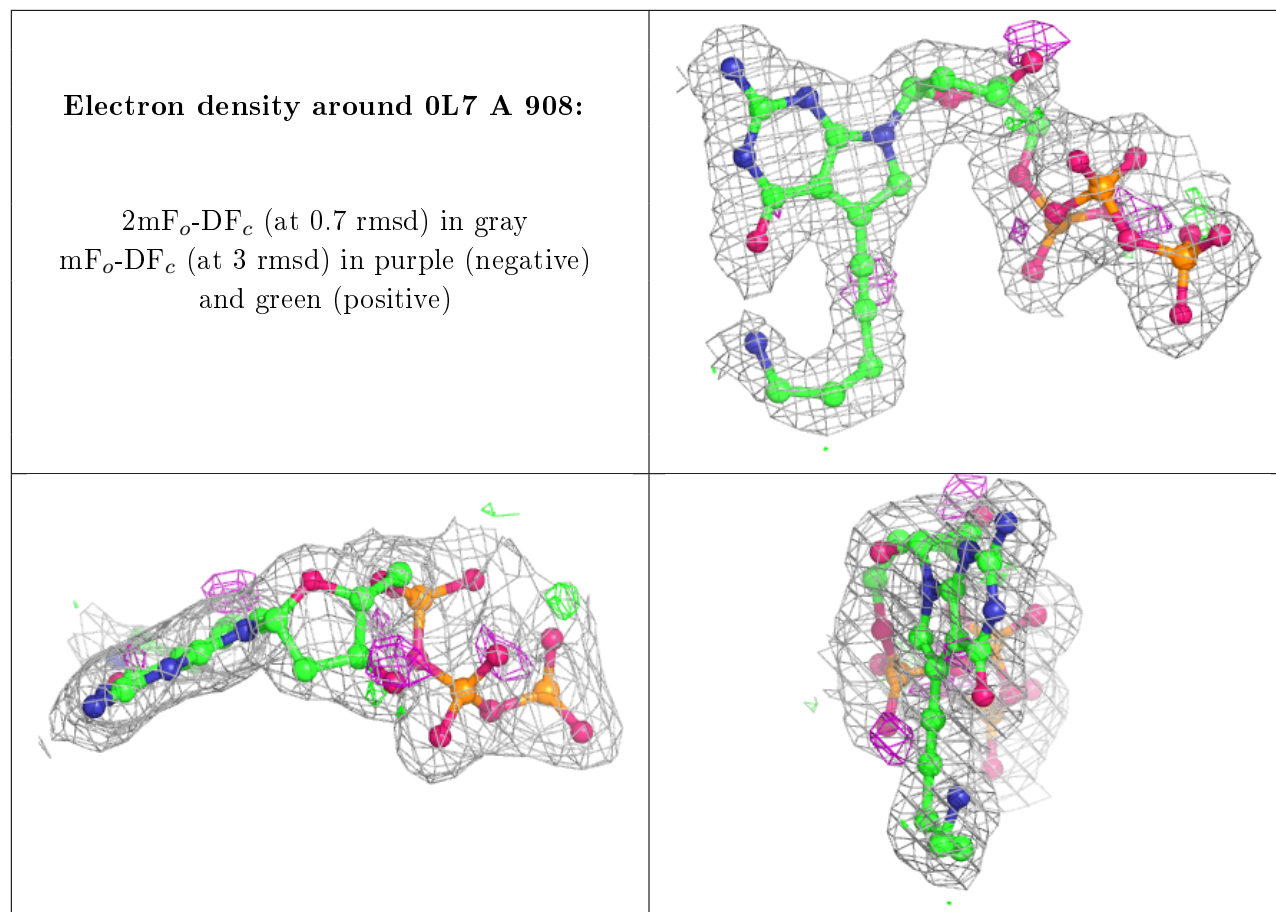 Electron density around 0L7 A 908:
2mFo-DFc (at 0.7 rmsd) in gray
mFo-DFc (at 3 rmsd) in purple (negative)
and green (positive)